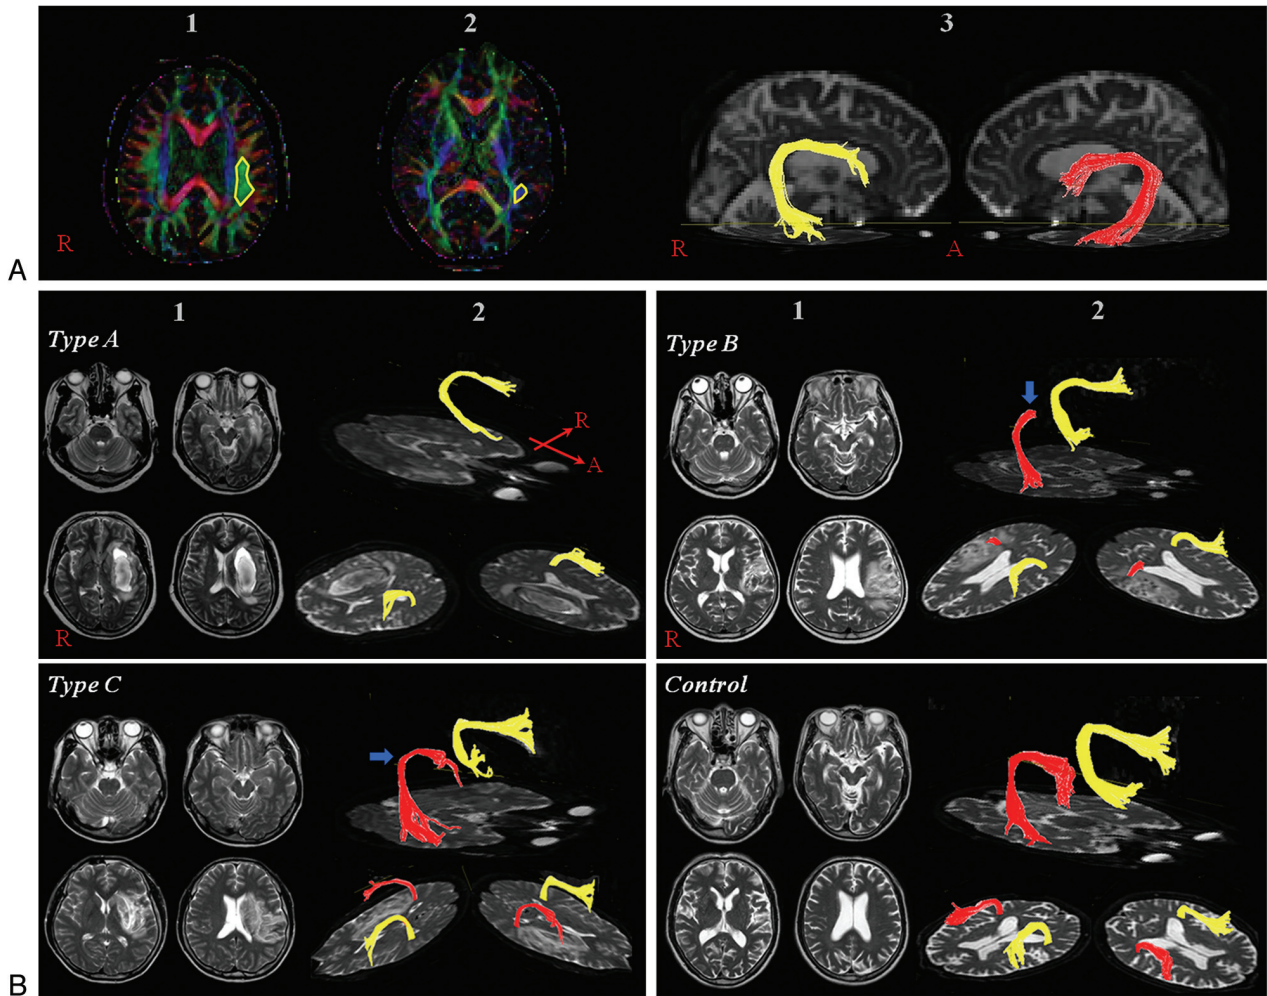 1 2 3
R R A
A
1 2 1 2
Type A Type B
R
A
R R
Type C Control
B